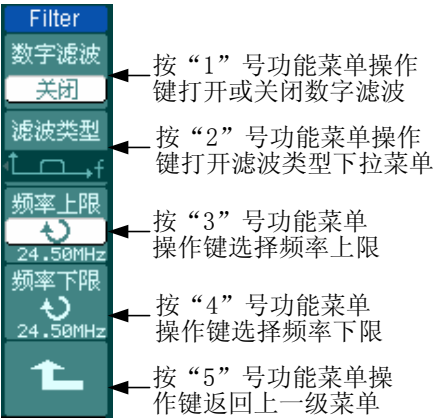 Filter
数字滤波
关闭
按“1”号功能菜单操作
键打开或关闭数字滤波
滤波类型
f
按“2”号功能菜单操作
键打开滤波类型下拉菜单
频率上限
24.50MHz
按“3”号功能菜单
操作键选择频率上限
频率下限
24.50MHz
按“4”号功能菜单
操作键选择频率下限
按“5”号功能菜单操
作键返回上一级菜单